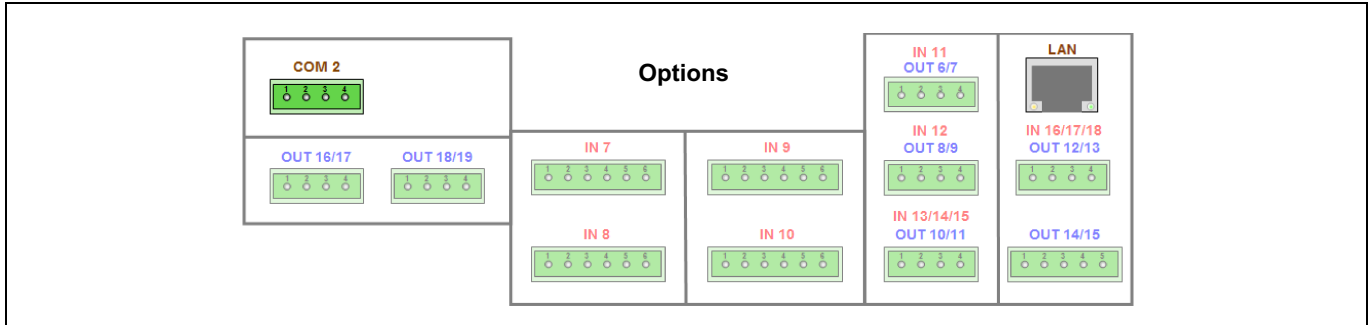 COM 2
1 2 3 4
OUT 16/17
1 2 3 4
OUT 18/19
1 2 3 4
Options
IN 7
1 2 3 4 5 6
IN 8
1 2 3 4 5 6
IN 9
1 2 3 4 5 6
IN 10
1 2 3 4 5 6
IN 11
OUT 6/7
1 2 3 4
IN 12
OUT 8/9
1 2 3 4
IN 13/14/15
OUT 10/11
1 2 3 4
LAN
IN 16/17/18
OUT 12/13
1 2 3 4
OUT 14/15
1 2 3 4 5